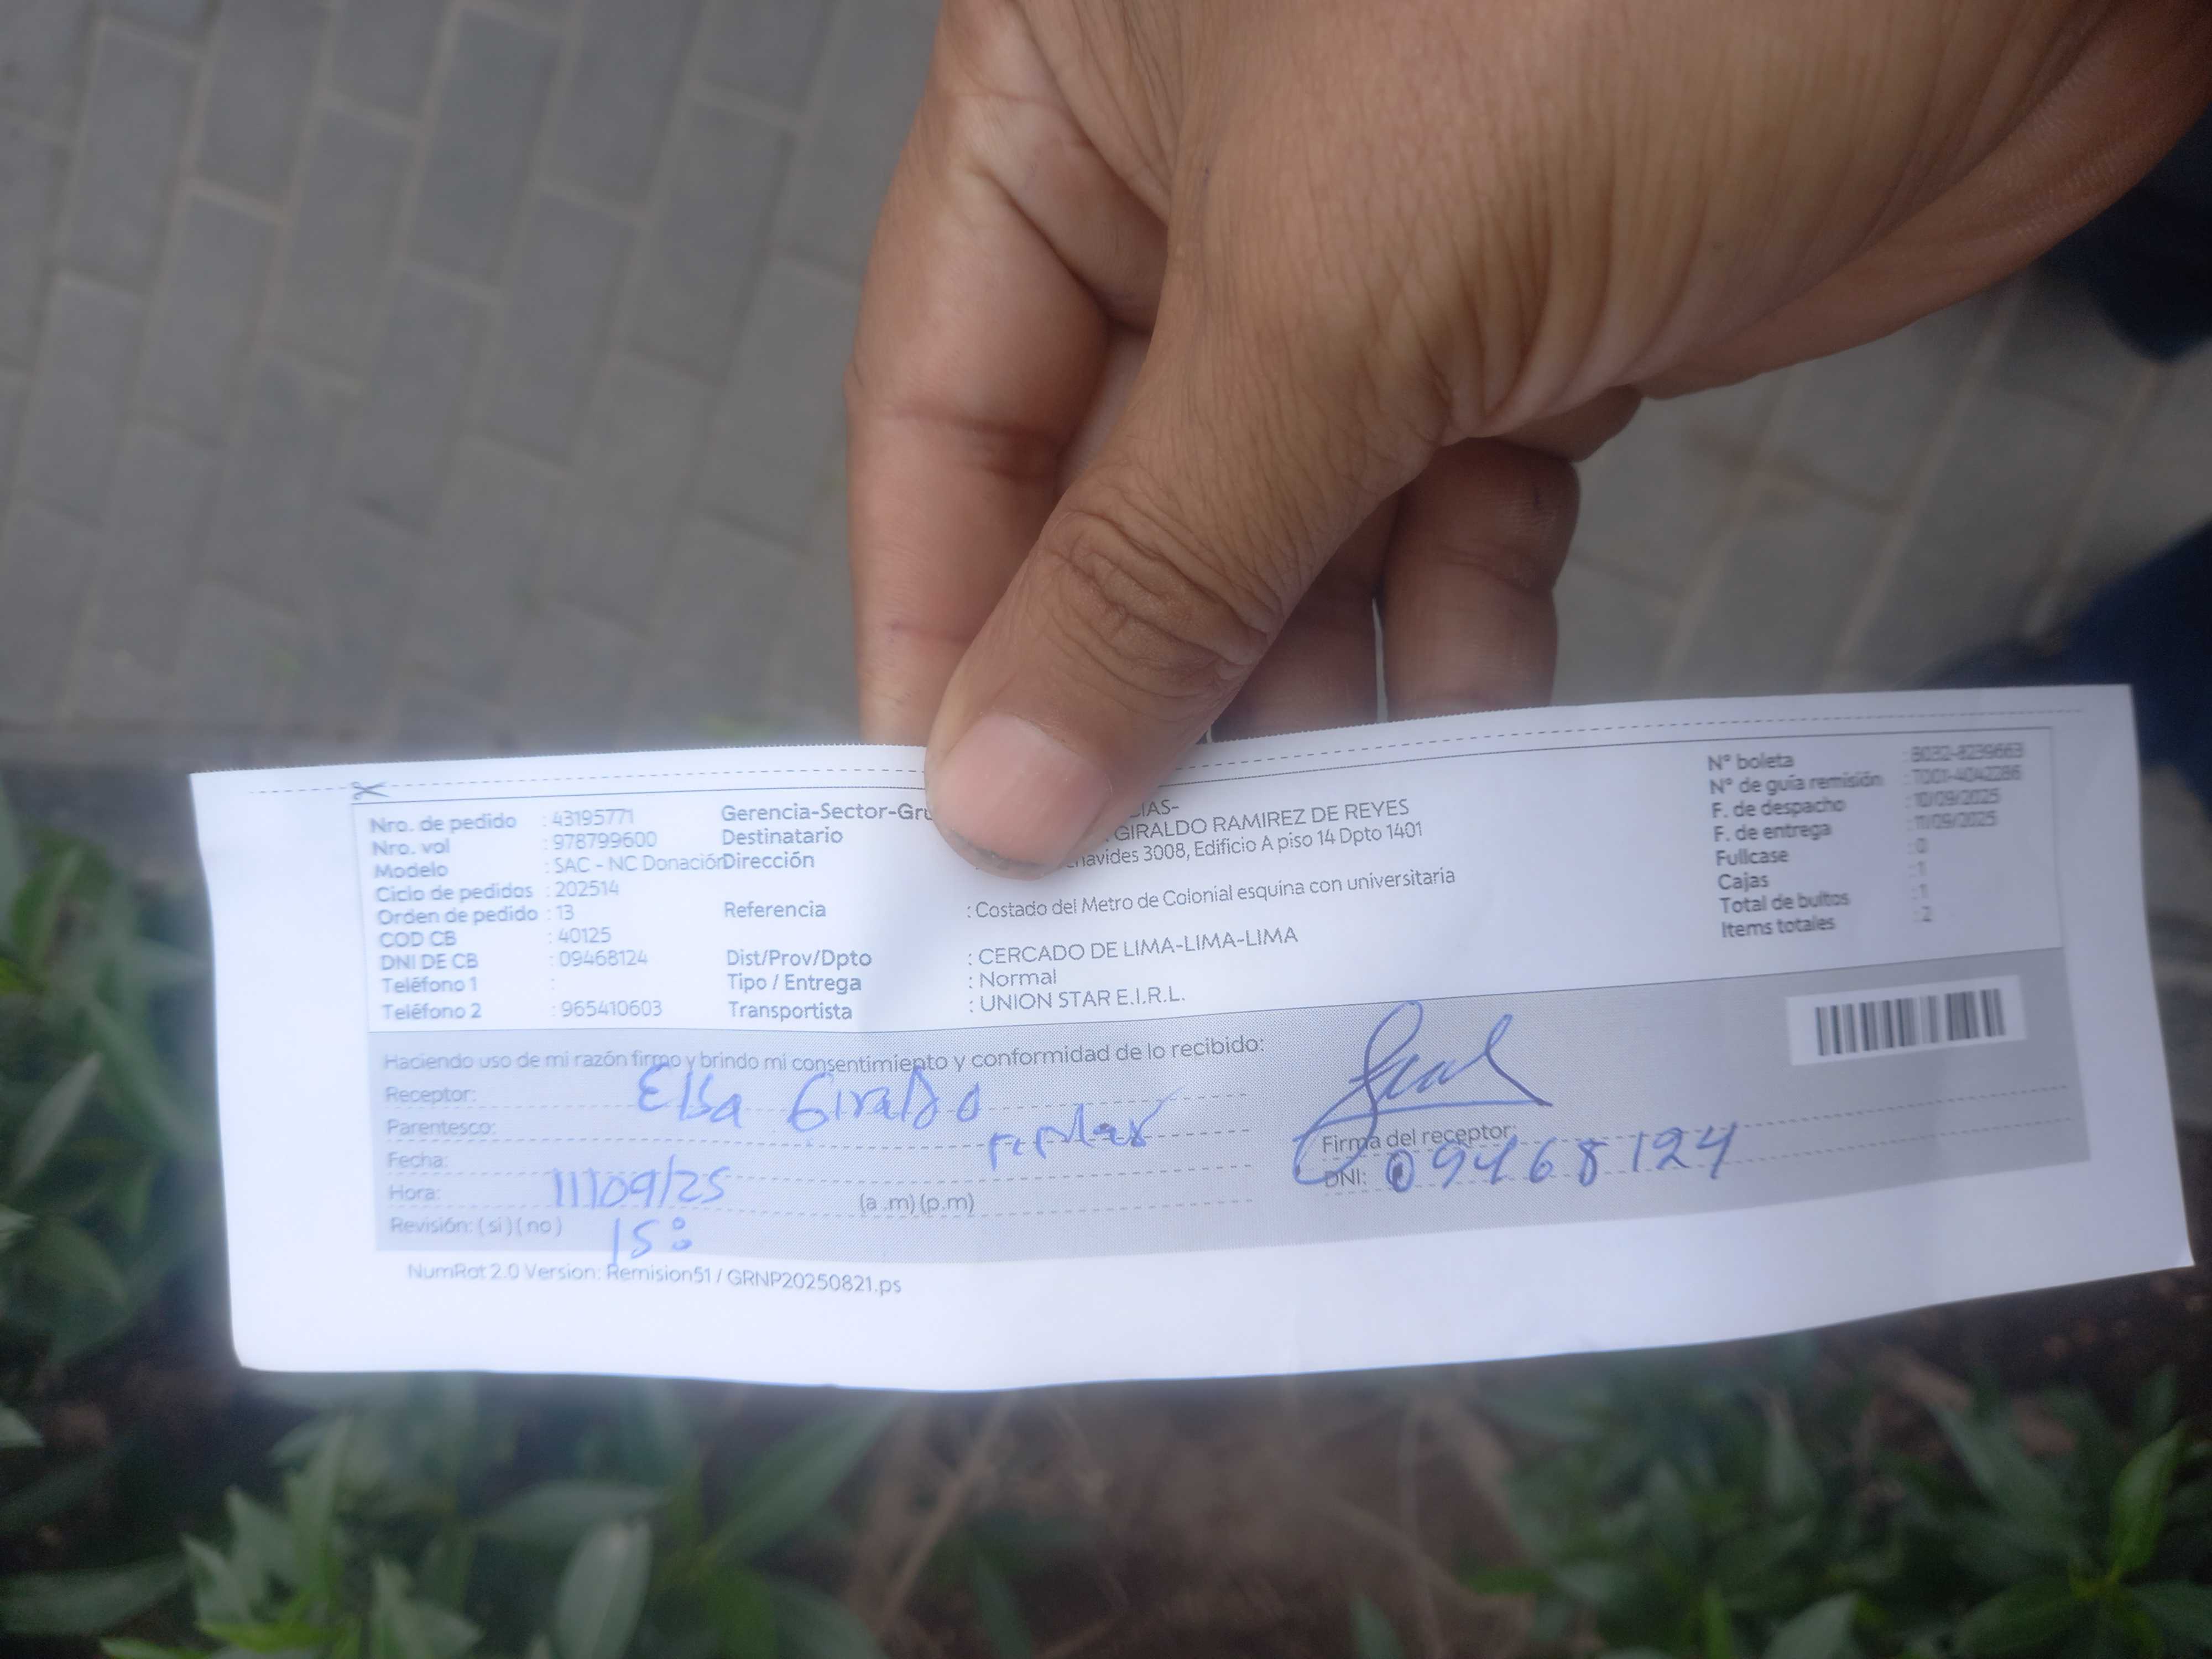 Nro. de pedido : 43195771
Nro. vol : 978799600
Modelo : SAC - NC Donación
Ciclo de pedidos : 202514
Orden de pedido : 13
COD CB : 40125
DNI DE CB : 09468124
Teléfono 1 :
Teléfono 2 : 965410603
Gerencia-Sector-Gru
Destinatario GIRALDO RAMIREZ DE REYES
Dirección navides 3008, Edificio A piso 14 Dpto 1401
Referencia : Costado del Metro de Colonial esquina con universitaria
Dist/Prov/Dpto : CERCADO DE LIMA-LIMA-LIMA
Tipo / Entrega : Normal
Transportista : UNION STAR E.I.R.L.
N° boleta : B032-8239663
N° de guía remisión : T001-4042286
F. de despacho : 10/09/2025
F. de entrega : 11/09/2025
Fullcase : 0
Cajas : 1
Total de bultos : 1
Items totales : 2
Haciendo uso de mi razón firmo y brindo mi consentimiento y conformidad de lo recibido:
Receptor: Elsa Giraldo
Parentesco:
Fecha: 11/09/25
Hora: 15: (a .m) (p.m)
Revisión: ( si ) ( no )
Firma del receptor:
DNI: 09468124
NumRot 2.0 Version: Remision51 / GRNP20250821.ps